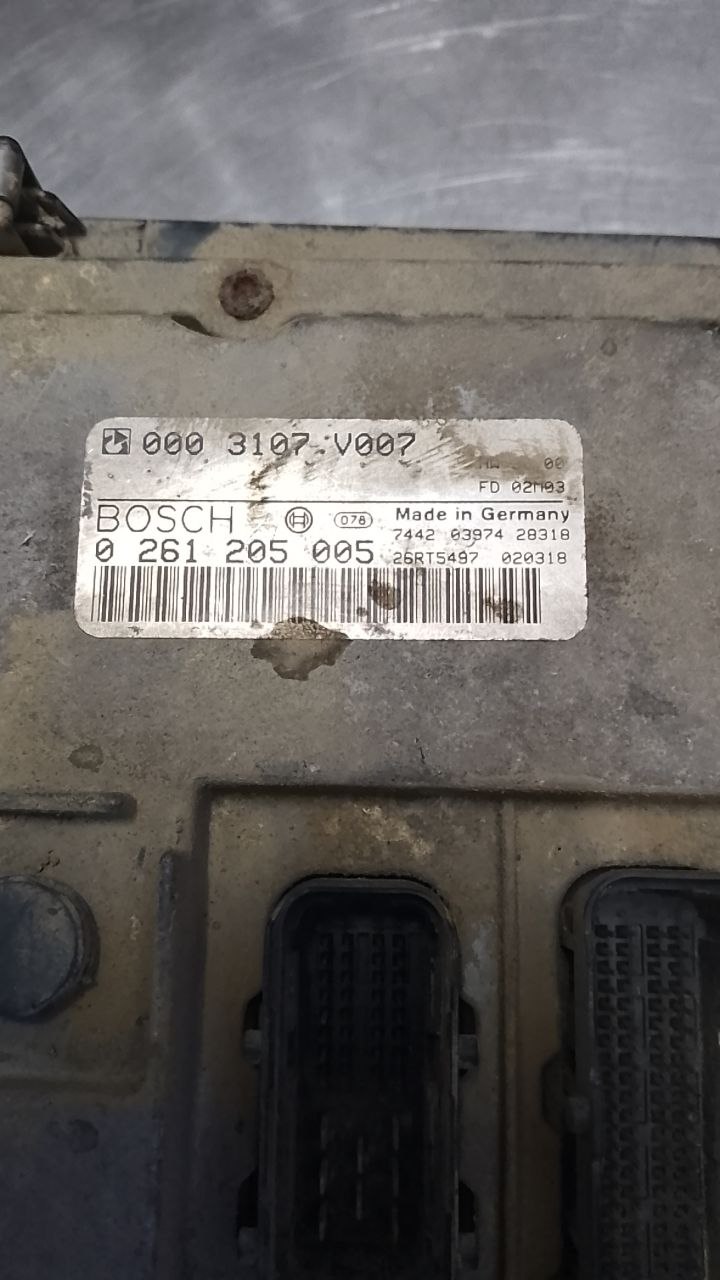 000 3107 V007
00
FD 02M03
BOSCH 078 Made in Germany
7442 03974 28318
0 261 205 005 26RT5497 020318